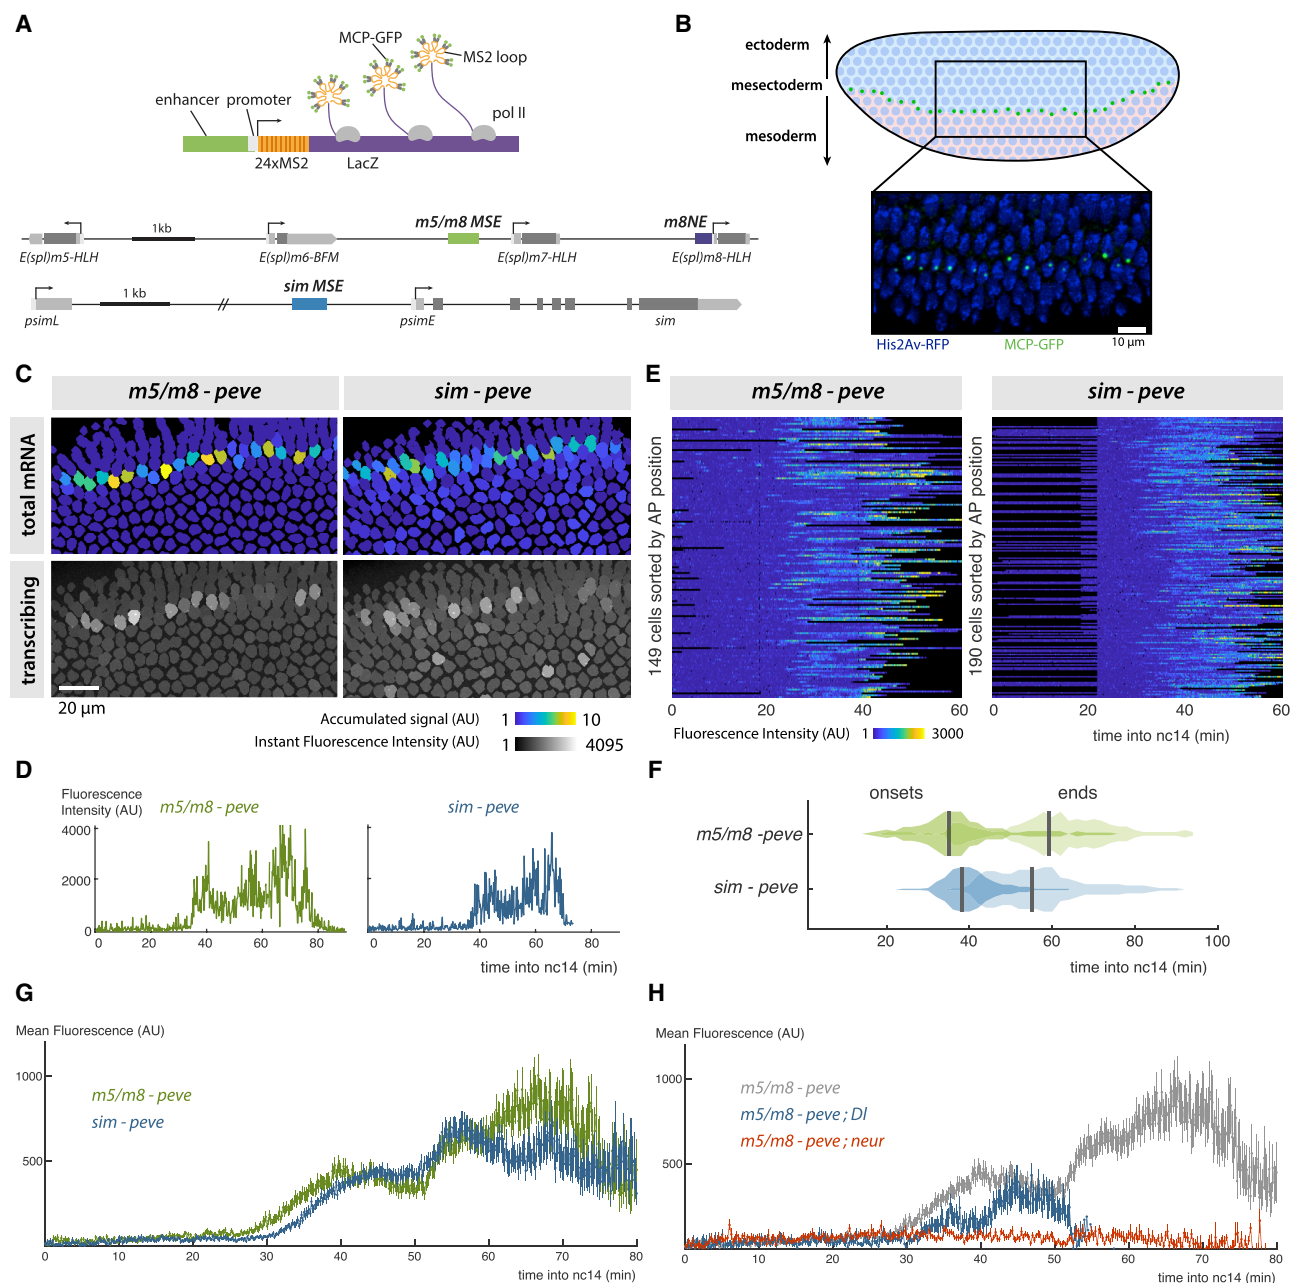 A
MCP-GFP
MS2 loop
enhancer promoter
pol II
24xMS2
LacZ
1kb
m5/m8 MSE
m8NE
E(spl)m5-HLH
E(spl)m6-BFM
E(spl)m7-HLH
E(spl)m8-HLH
1 kb
sim MSE
psimL
psimE
sim
B
ectoderm
mesectoderm
mesoderm
His2Av-RFP
MCP-GFP
10 µm
C
m5/m8 - peve
sim - peve
total mRNA
transcribing
20 µm
Accumulated signal (AU)
1
10
Instant Fluorescence Intensity (AU)
1
4095
E
m5/m8 - peve
sim - peve
149 cells sorted by AP position
190 cells sorted by AP position
0
20
40
60
0
20
40
60
Fluorescence Intensity (AU)
1
3000
time into nc14 (min)
D
Fluorescence
Intensity (AU)
m5/m8 - peve
sim - peve
4000
2000
0
0
20
40
60
80
0
20
40
60
80
time into nc14 (min)
F
onsets
ends
m5/m8 -peve
sim - peve
20
40
60
80
100
time into nc14 (min)
G
Mean Fluorescence (AU)
1000
500
m5/m8 - peve
sim - peve
0
10
20
30
40
50
60
70
80
time into nc14 (min)
H
Mean Fluorescence (AU)
1000
500
m5/m8 - peve
m5/m8 - peve ; Dl
m5/m8 - peve ; neur
0
10
20
30
40
50
60
70
80
time into nc14 (min)